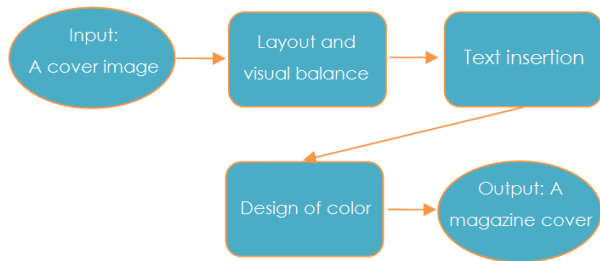 Input:
A cover image
Layout and
visual balance
Text insertion
Design of color
Output: A
magazine cover